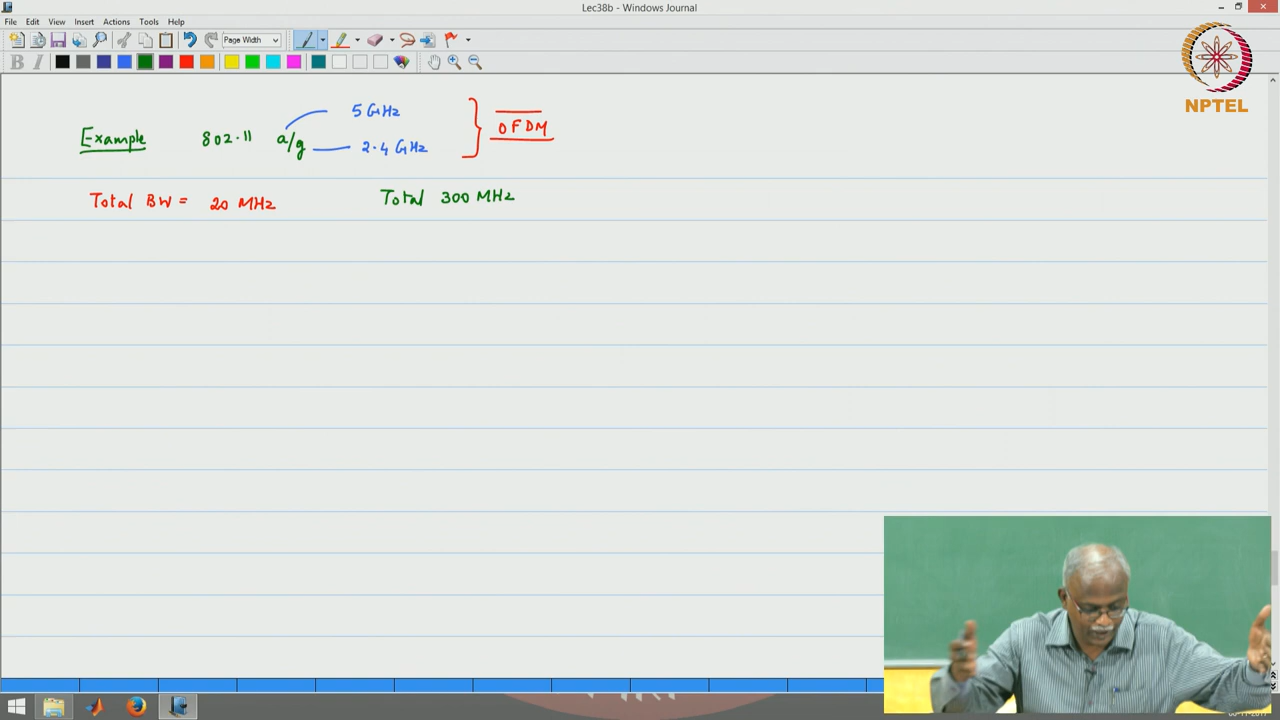 Lec38b - Windows Journal
File Edit View Insert Actions Tools Help
Page Width
NPTEL
5 GHz
Example 802.11 a/g OFDM
2.4 GHz
Total BW = 20 MHz Total 300 MHz